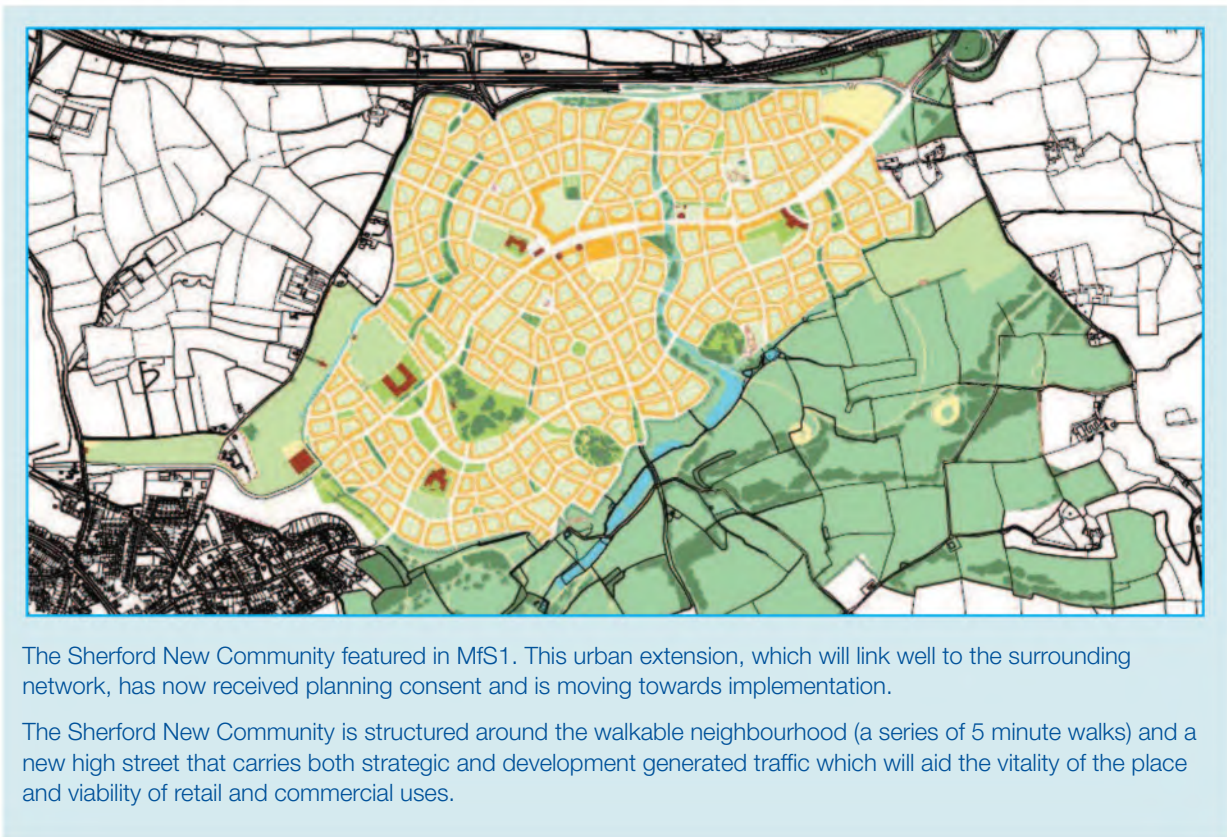 The Sherford New Community featured in MfS1. This urban extension, which will link well to the surrounding
network, has now received planning consent and is moving towards implementation.
The Sherford New Community is structured around the walkable neighbourhood (a series of 5 minute walks) and a
new high street that carries both strategic and development generated traffic which will aid the vitality of the place
and viability of retail and commercial uses.